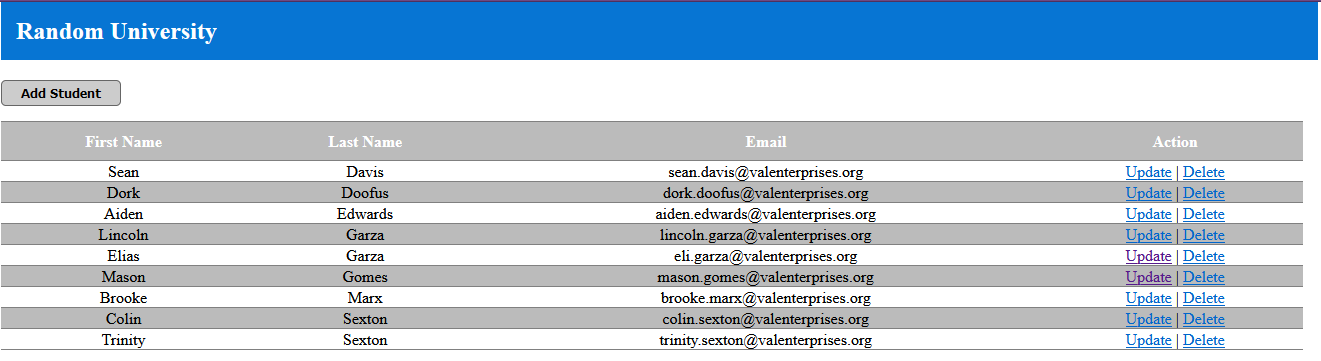 Random University
Add Student
First Name Last Name Email Action
Sean Davis sean.davis@valenterprises.org Update | Delete
Dork Doofus dork.doofus@valenterprises.org Update | Delete
Aiden Edwards aiden.edwards@valenterprises.org Update | Delete
Lincoln Garza lincoln.garza@valenterprises.org Update | Delete
Elias Garza eli.garza@valenterprises.org Update | Delete
Mason Gomes mason.gomes@valenterprises.org Update | Delete
Brooke Marx brooke.marx@valenterprises.org Update | Delete
Colin Sexton colin.sexton@valenterprises.org Update | Delete
Trinity Sexton trinity.sexton@valenterprises.org Update | Delete